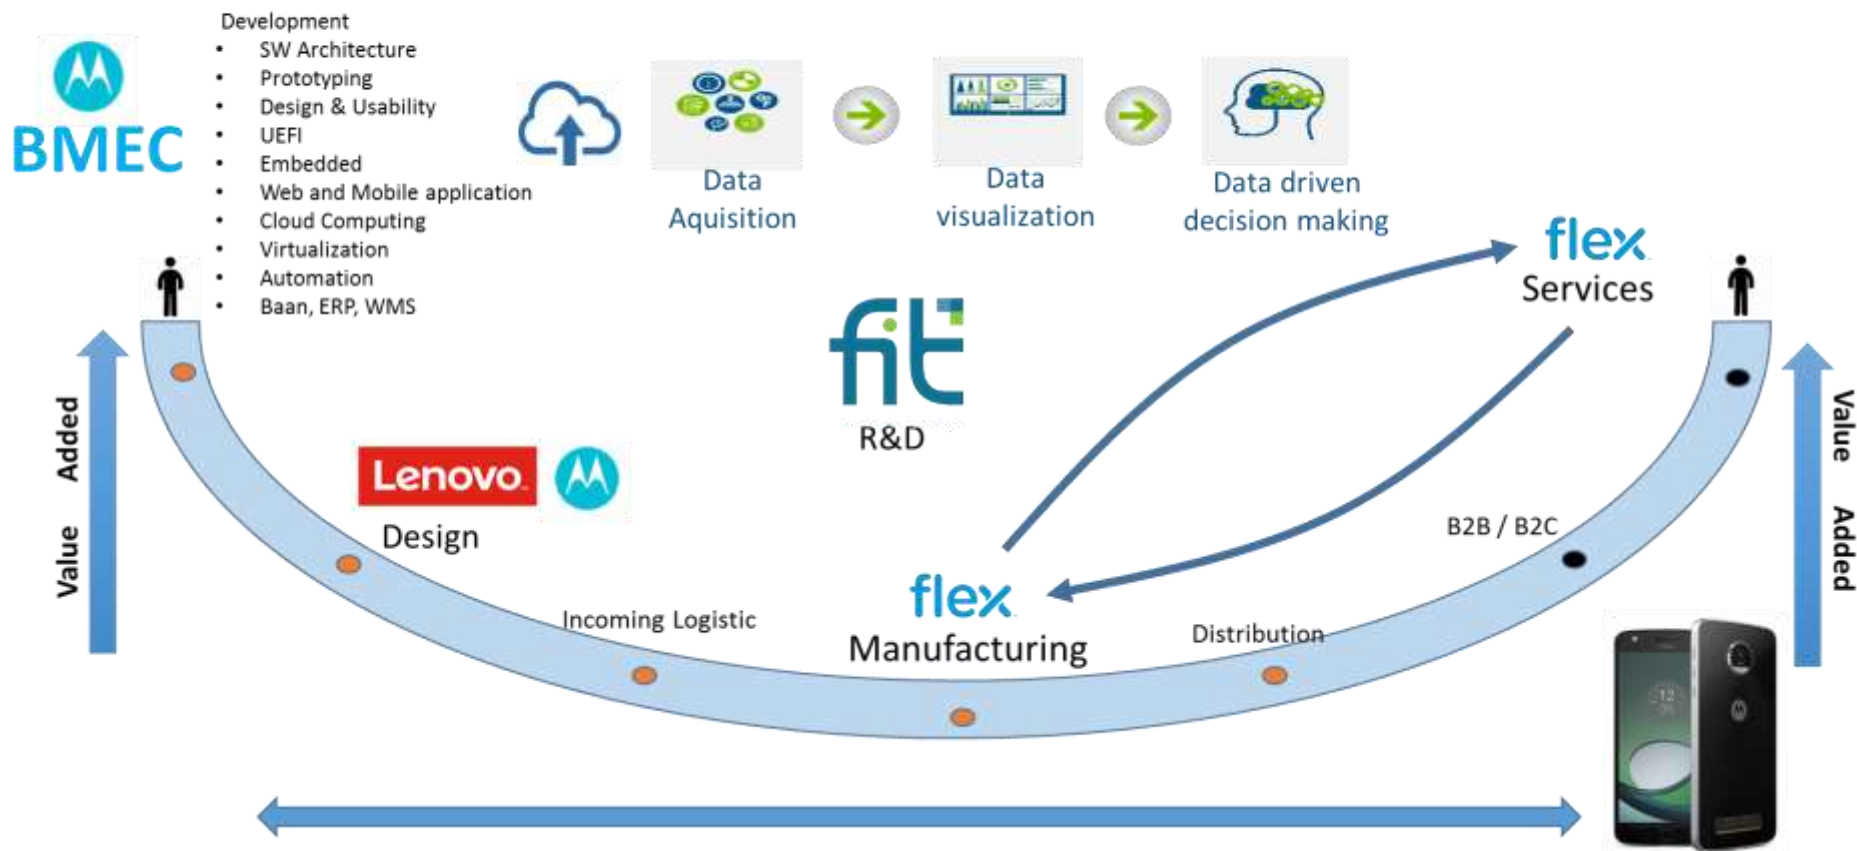 Development
BMEC
• SW Architecture
• Prototyping
• Design & Usability
• UEFI
• Embedded
• Web and Mobile application
• Cloud Computing
• Virtualization
• Automation
• Baan, ERP, WMS
Data
Aquisition
Data
visualization
Data driven
decision making
flex
Services
fit
R&D
Value Added
Lenovo
Design
Incoming Logistic
flex
Manufacturing
Distribution
B2B / B2C
Value Added